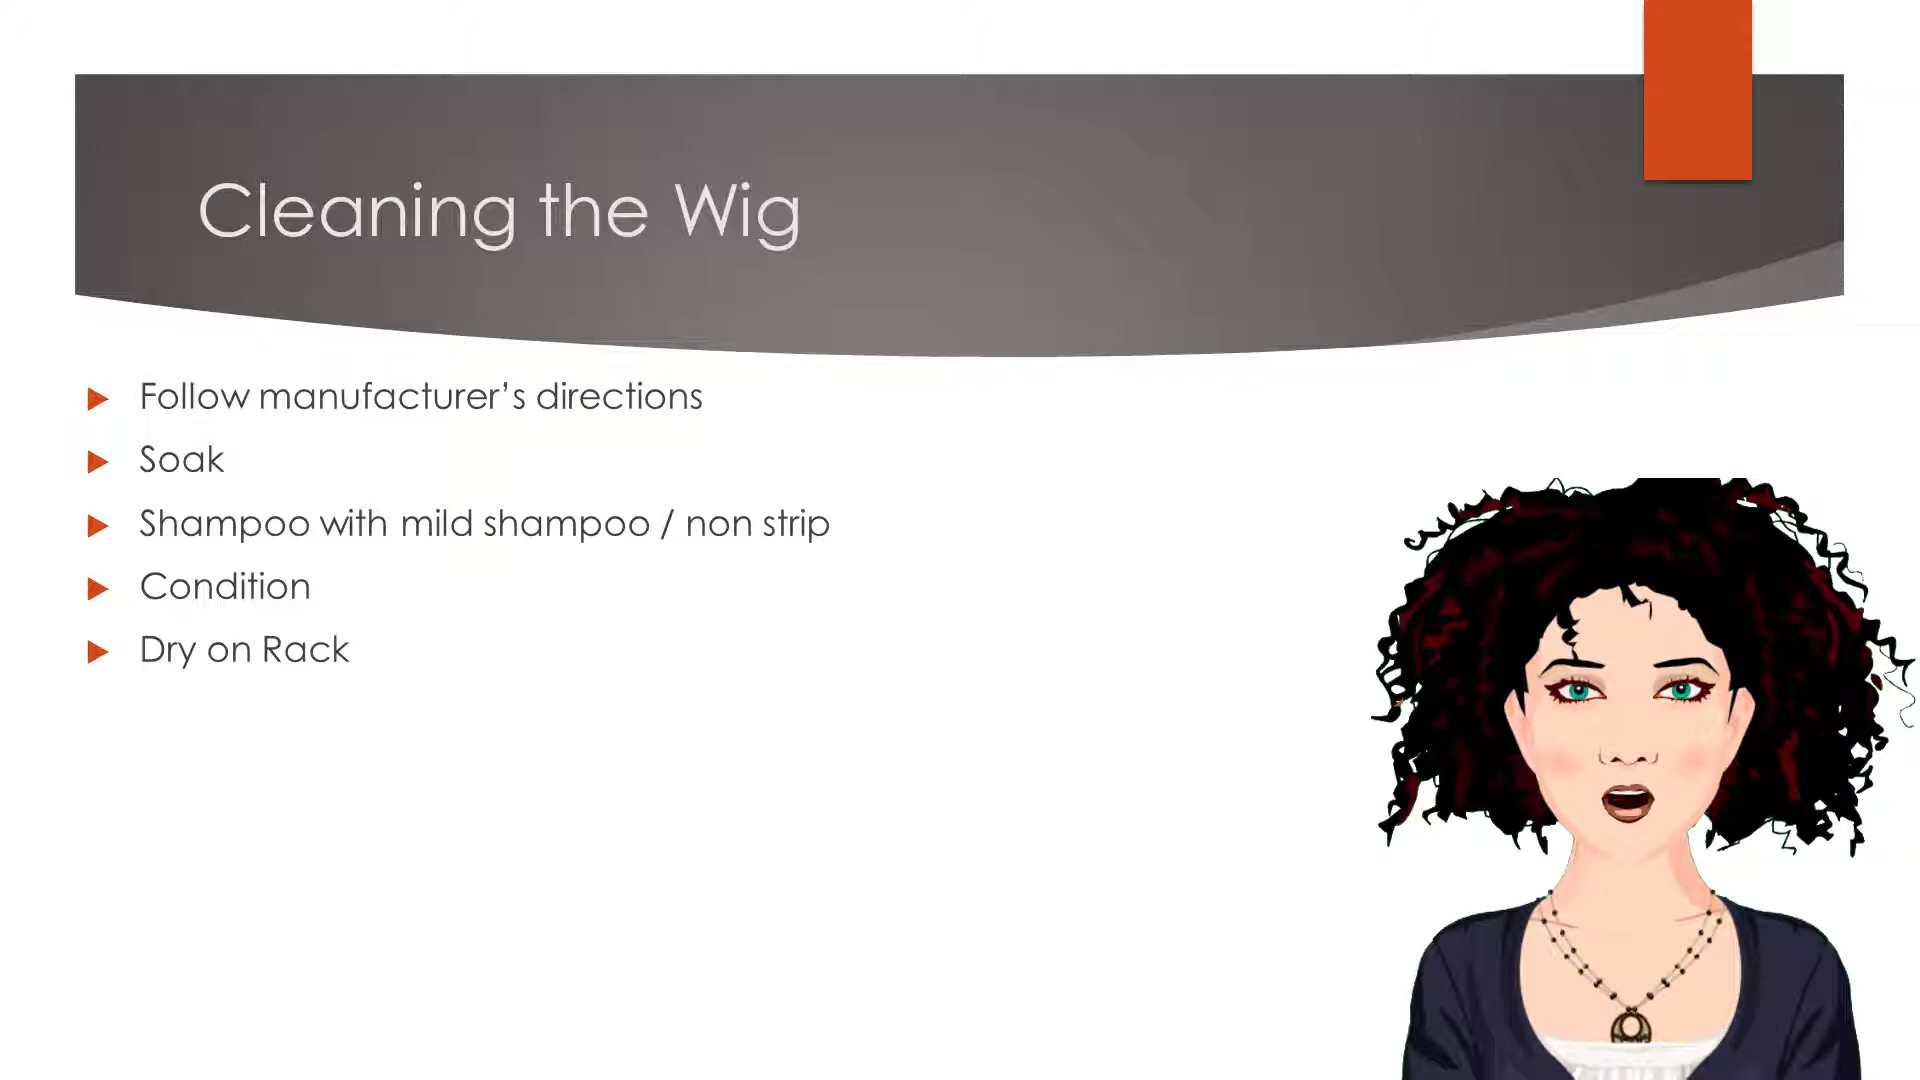 Cleaning the Wig
Follow manufacturer’s directions
Soak
Shampoo with mild shampoo / non strip
Condition
Dry on Rack